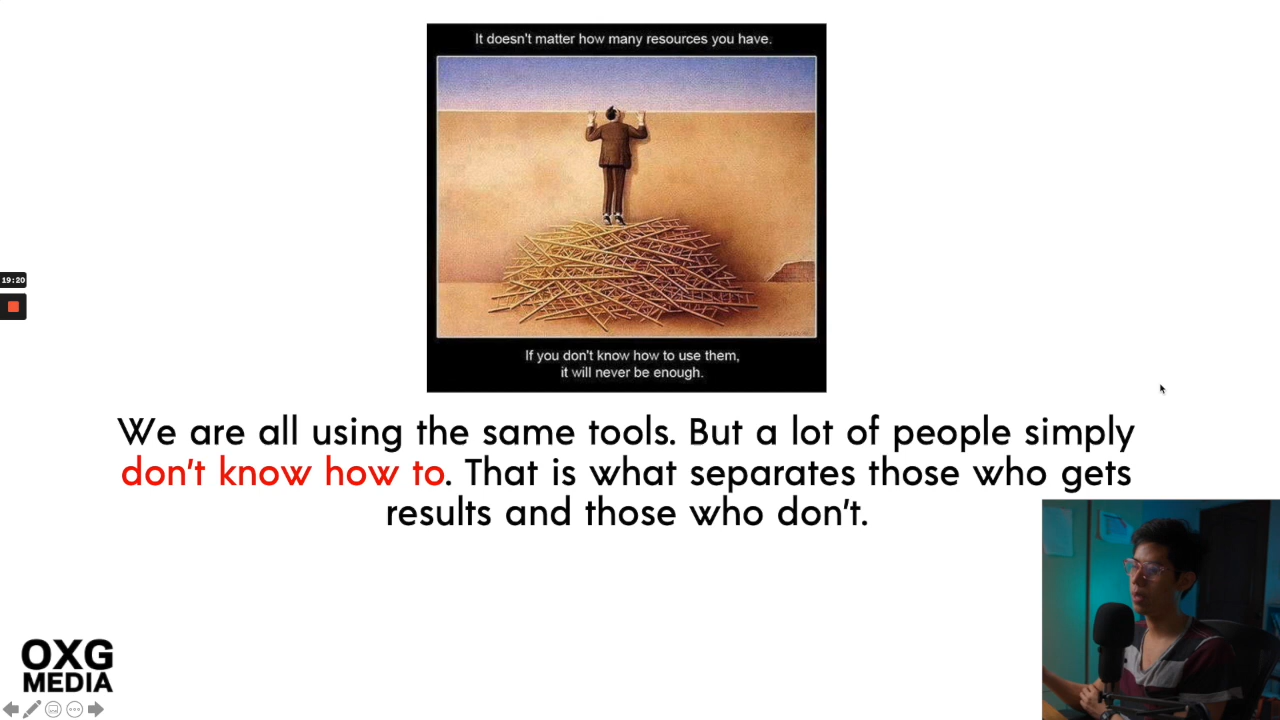 It doesn't matter how many resources you have.
If you don't know how to use them,
it will never be enough.
19:20
We are all using the same tools. But a lot of people simply
don't know how to. That is what separates those who gets
results and those who don't.
OXG
MEDIA